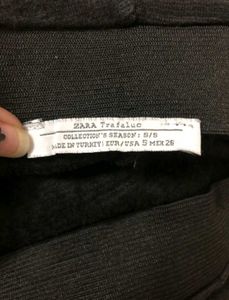 ZARA Trafaluc
COLLECTION'S SEASON: S/S
MADE IN TURKEY EUR/USA S MEX 26